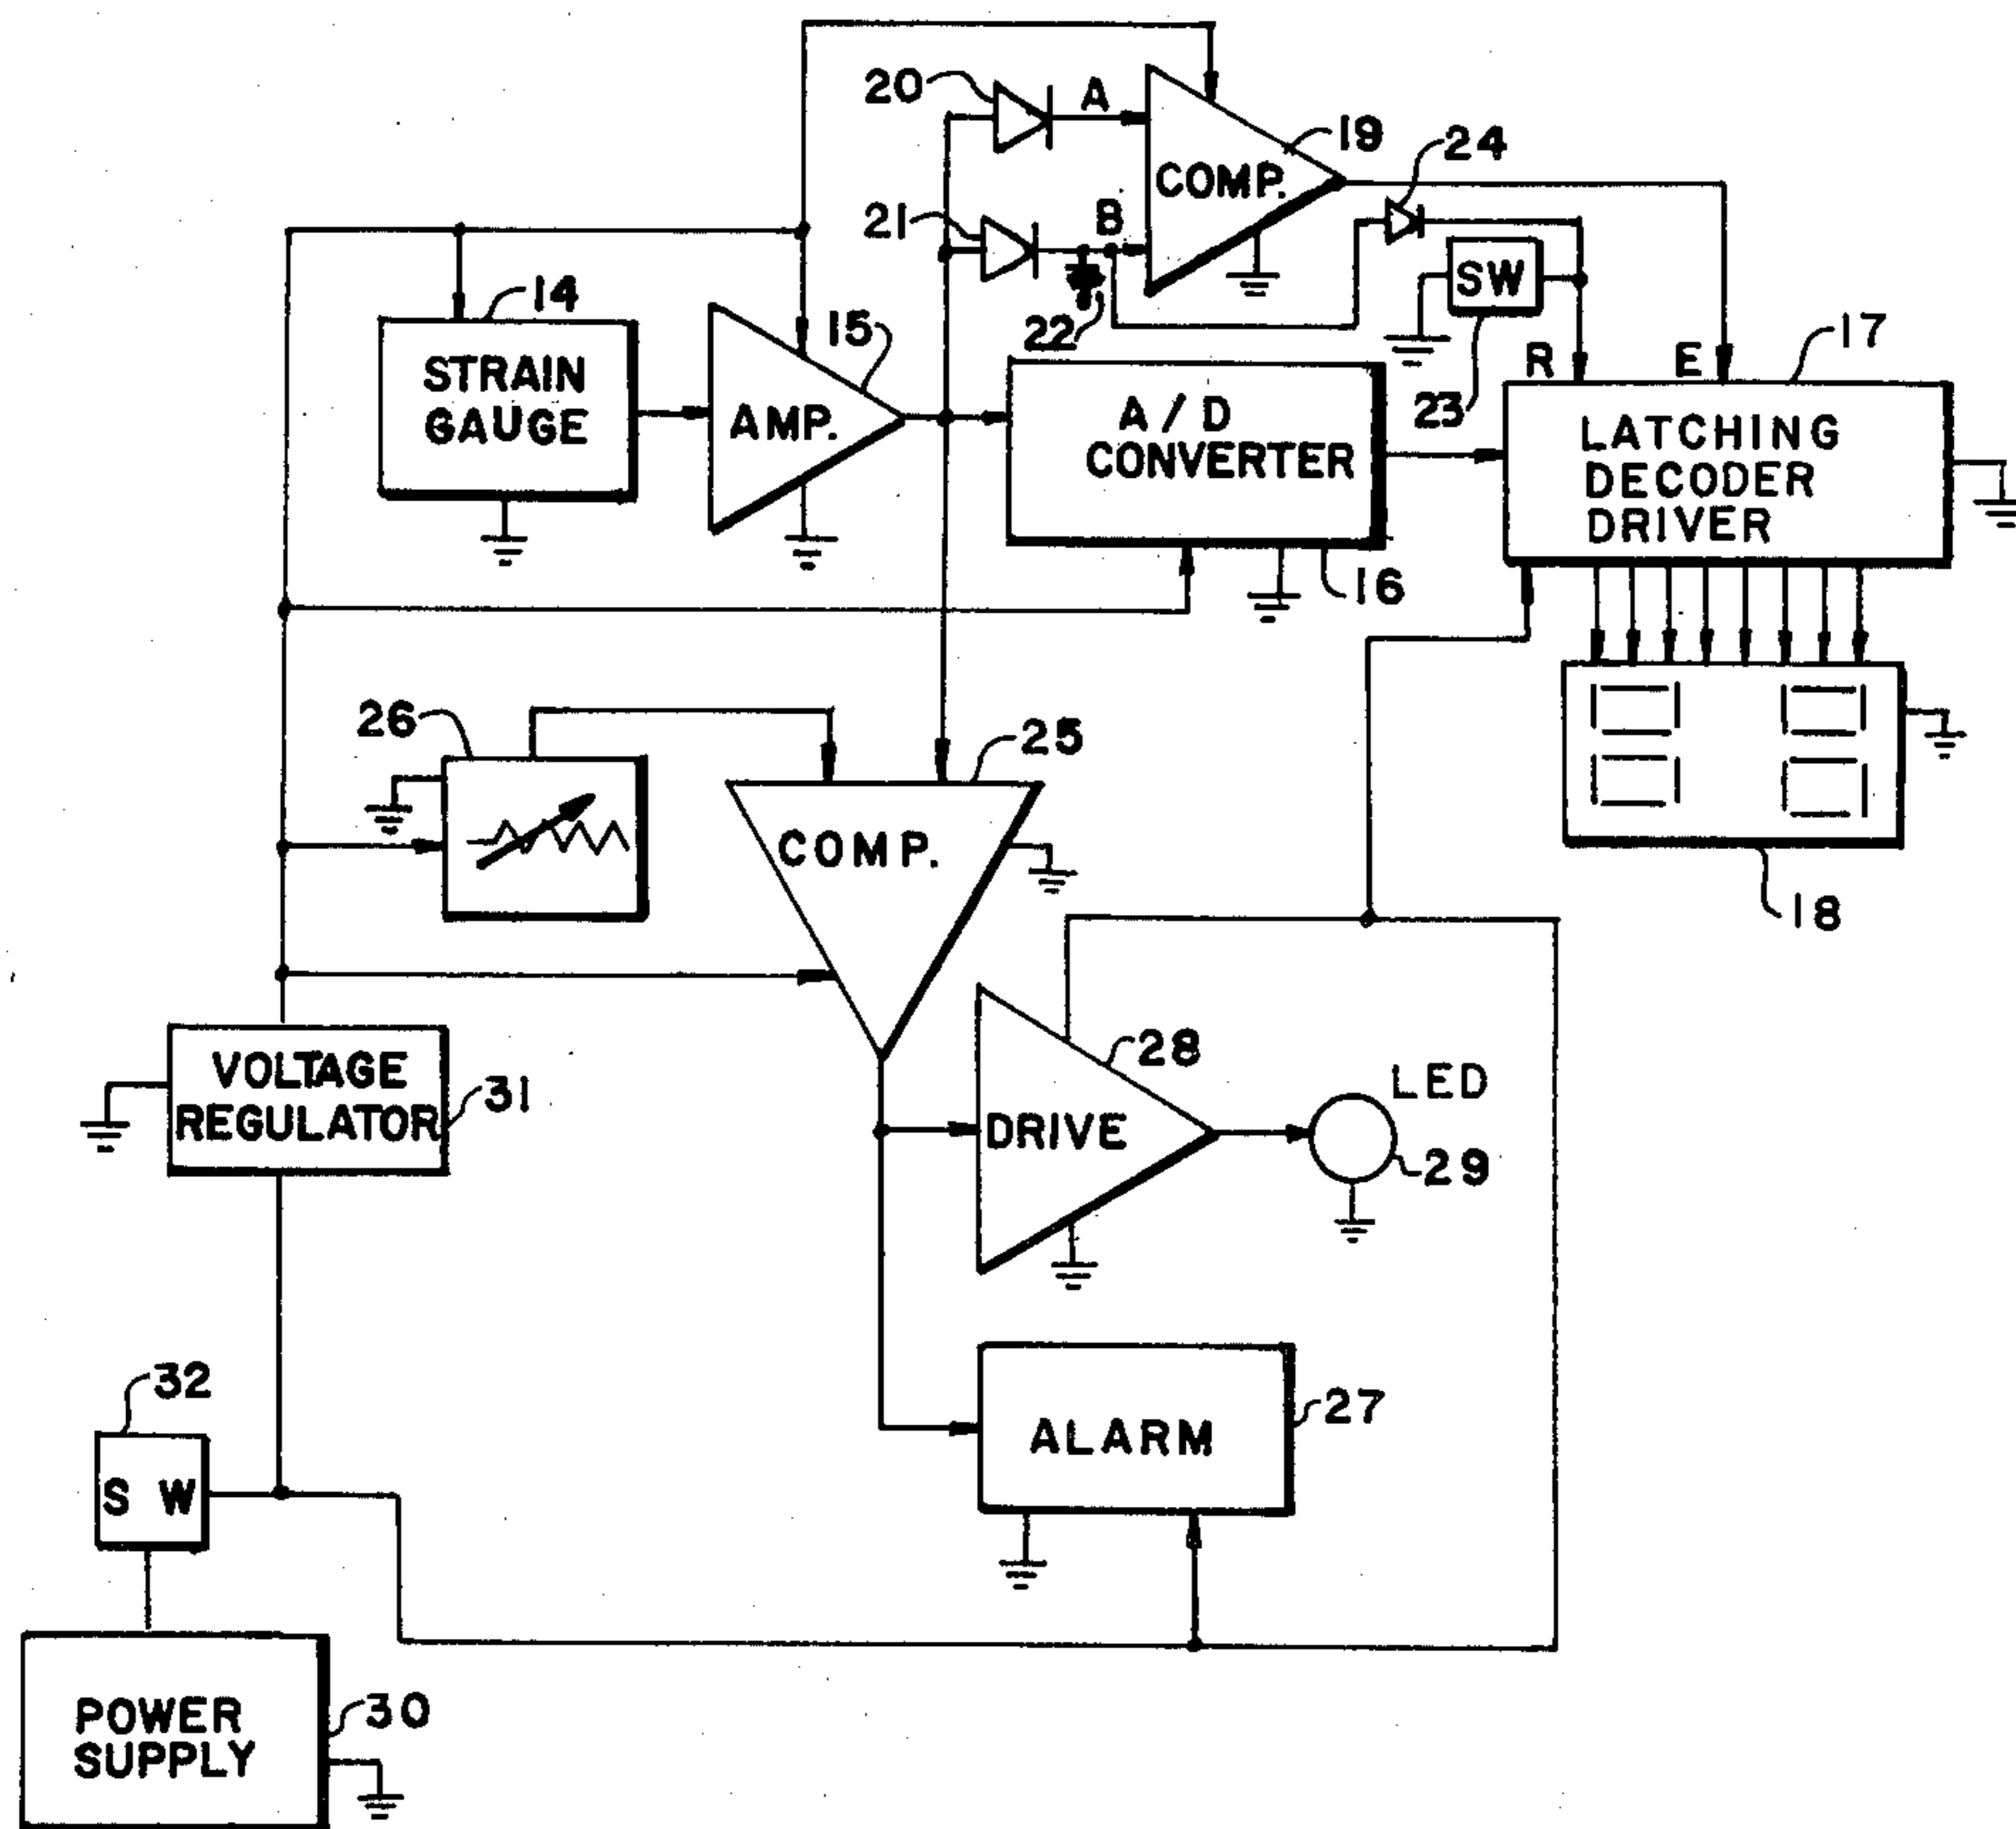 20
A
19
24
COMP.
21
B
SW
14
15
22
R
E
17
STRAIN
GAUGE
AMP.
A/D
CONVERTER
23
LATCHING
DECODER
DRIVER
16
26
25
COMP.
18
VOLTAGE
REGULATOR
31
28
LED
DRIVE
29
32
27
ALARM
SW
POWER
SUPPLY
30